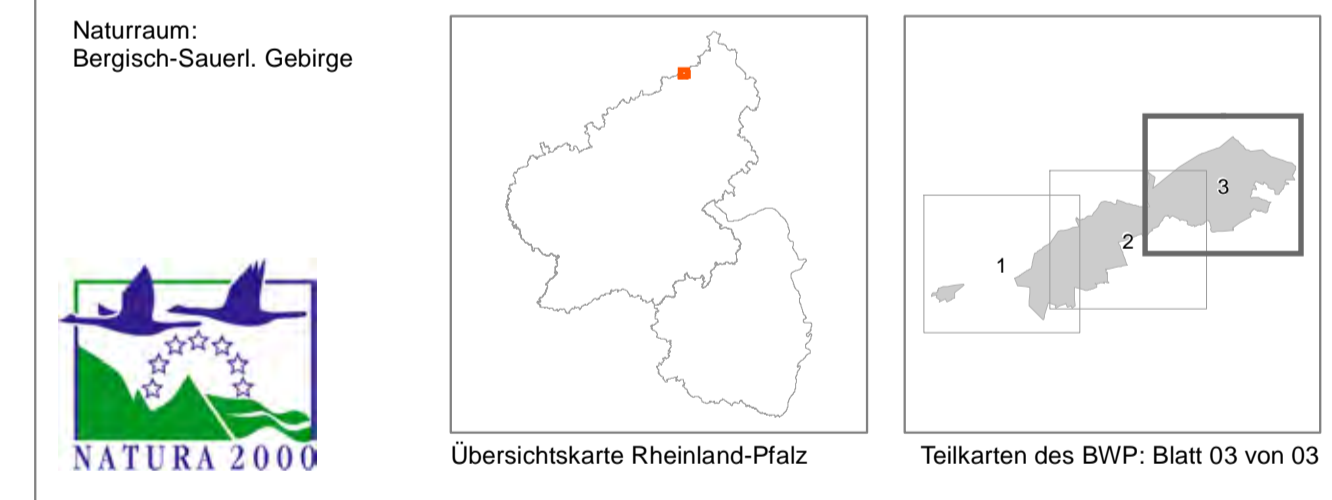 Naturraum:
Bergisch-Sauerl. Gebirge
NATURA 2000
Übersichtskarte Rheinland-Pfalz
1
2
3
Teilkarten des BWP: Blatt 03 von 03